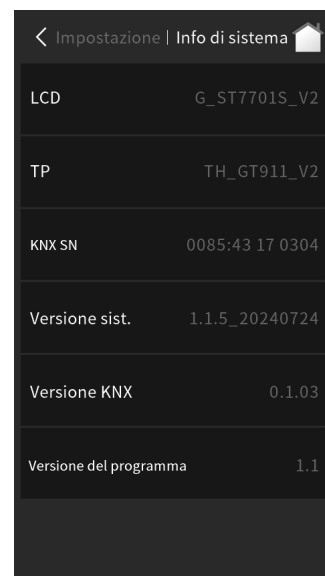 Impostazione | Info di sistema
LCD G_ST7701S_V2
TP TH_GT911_V2
KNX SN 0085:43 17 0304
Versione sist. 1.1.5_20240724
Versione KNX 0.1.03
Versione del programma 1.1